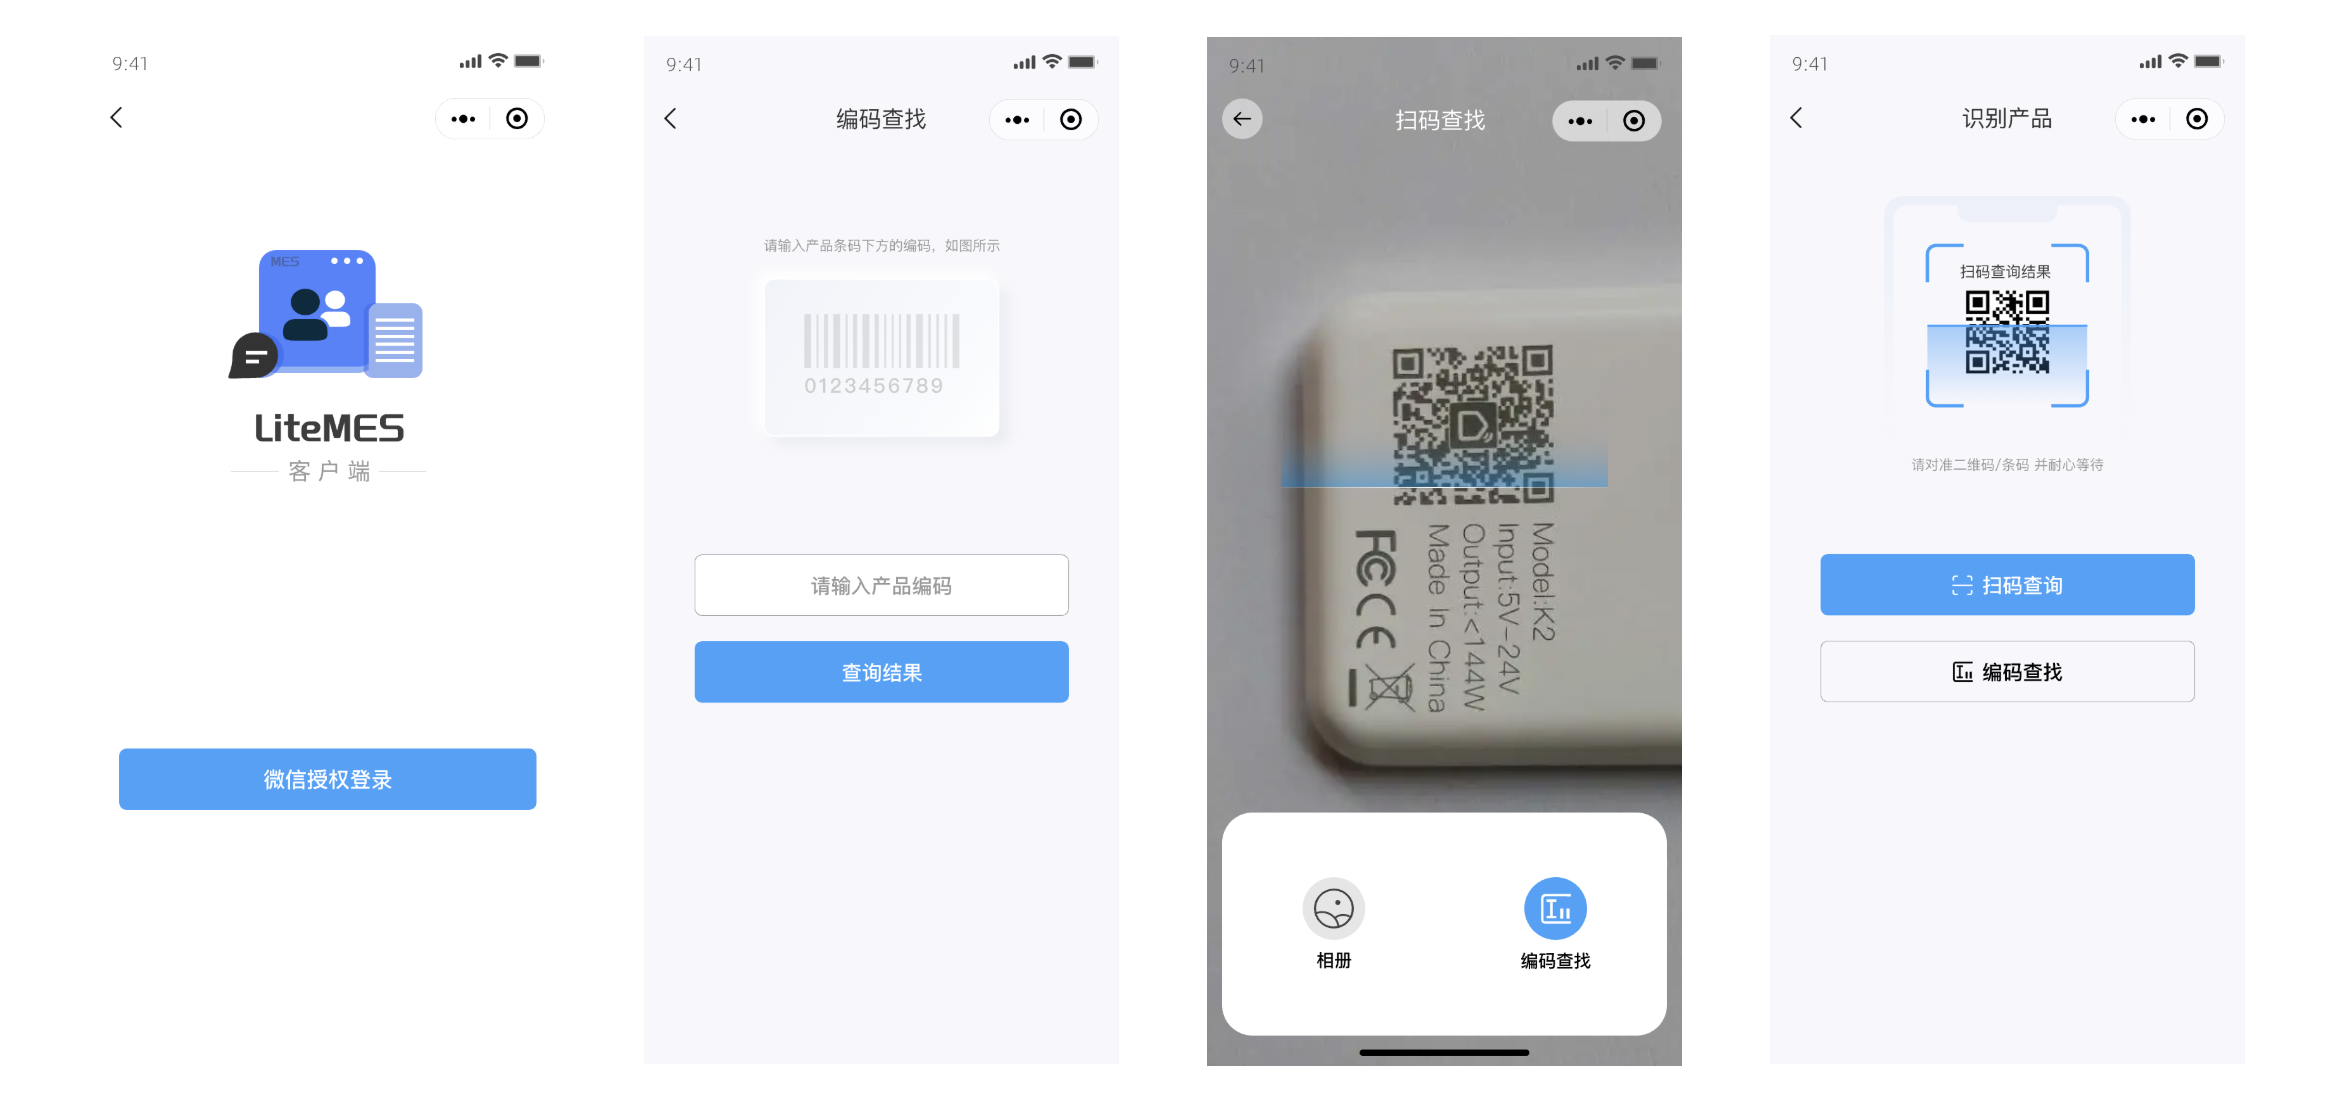 9:41
MES
LiteMES
客户端
微信授权登录
9:41
编码查找
请输入产品条码下方的编码，如图所示
0123456789
请输入产品编码
查询结果
9:41
扫码查找
Model:K2
Input:5V-24V
Output:<144W
Made In China
FC CE
相册
编码查找
9:41
识别产品
扫码查询结果
请对准二维码/条码 并耐心等待
扫码查询
编码查找